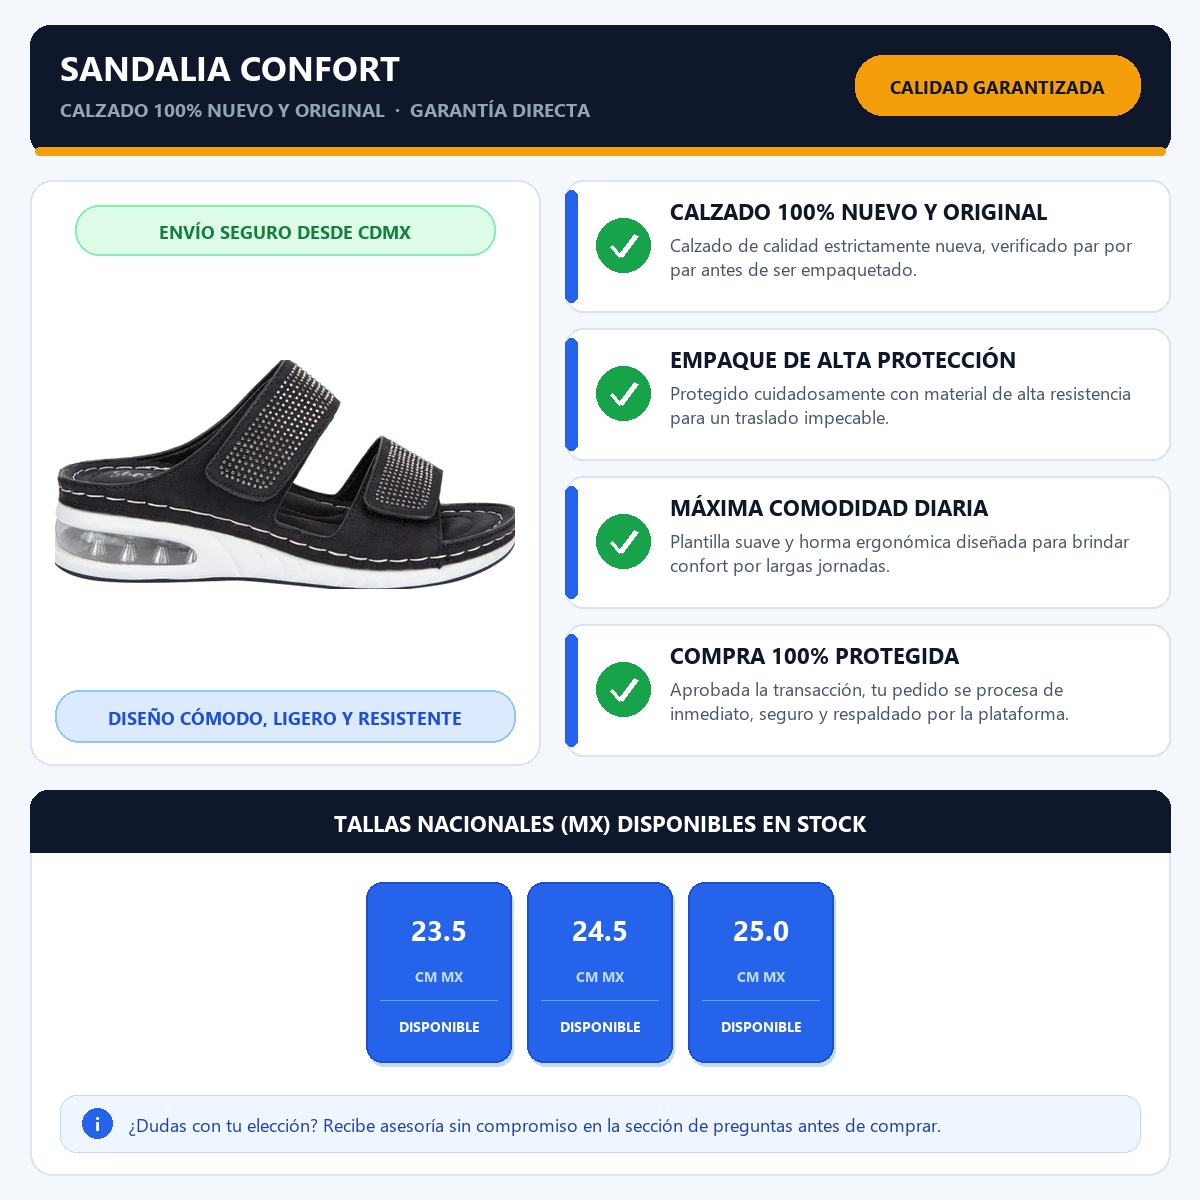 SANDALIA CONFORT
CALZADO 100% NUEVO Y ORIGINAL · GARANTÍA DIRECTA
CALIDAD GARANTIZADA
ENVÍO SEGURO DESDE CDMX
DISEÑO CÓMODO, LIGERO Y RESISTENTE
CALZADO 100% NUEVO Y ORIGINAL
Calzado de calidad estrictamente nueva, verificado par por
par antes de ser empaquetado.
EMPAQUE DE ALTA PROTECCIÓN
Protegido cuidadosamente con material de alta resistencia
para un traslado impecable.
MÁXIMA COMODIDAD DIARIA
Plantilla suave y horma ergonómica diseñada para brindar
confort por largas jornadas.
COMPRA 100% PROTEGIDA
Aprobada la transacción, tu pedido se procesa de
inmediato, seguro y respaldado por la plataforma.
TALLAS NACIONALES (MX) DISPONIBLES EN STOCK
23.5
CM MX
DISPONIBLE
24.5
CM MX
DISPONIBLE
25.0
CM MX
DISPONIBLE
¿Dudas con tu elección? Recibe asesoría sin compromiso en la sección de preguntas antes de comprar.